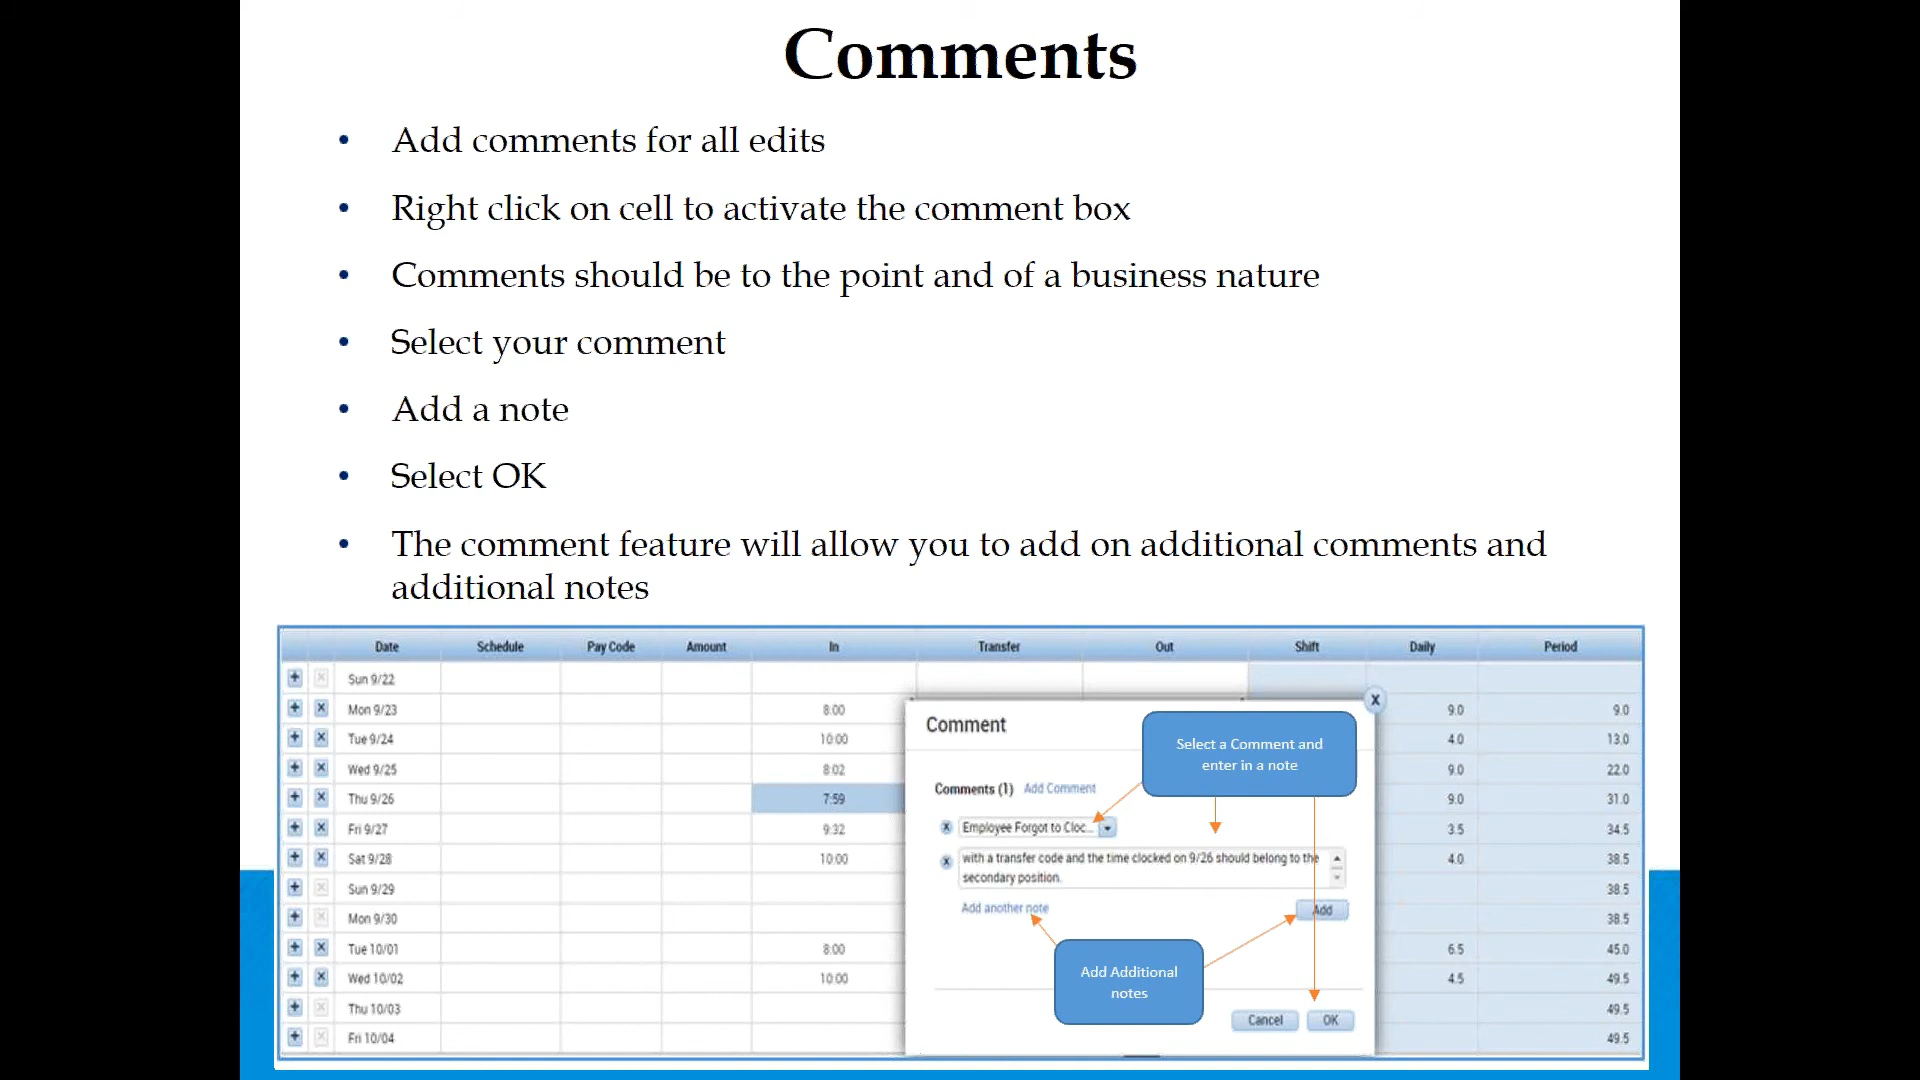 Comments
• Add comments for all edits
• Right click on cell to activate the comment box
• Comments should be to the point and of a business nature
• Select your comment
• Add a note
• Select OK
• The comment feature will allow you to add on additional comments and
additional notes
Date Schedule Pay Code Amount In Transfer Out Shift Daily Period
Sun 9/22
Mon 9/23 8:00 9.0 9.0
Tue 9/24 10:00 4.0 13.0
Wed 9/25 8:02 9.0 22.0
Thu 9/26 7:59 9.0 31.0
Fri 9/27 9:32 3.5 34.5
Sat 9/28 10:00 4.0 38.5
Sun 9/29 38.5
Mon 9/30 38.5
Tue 10/01 8:00 6.5 45.0
Wed 10/02 10:00 4.5 49.5
Thu 10/03 49.5
Fri 10/04 49.5
Comment
Select a Comment and
enter in a note
Comments (1) Add Comment
Employee Forgot to Cloc...
with a transfer code and the time clocked on 9/26 should belong to the
secondary position.
Add another note Add
Add Additional
notes
Cancel OK